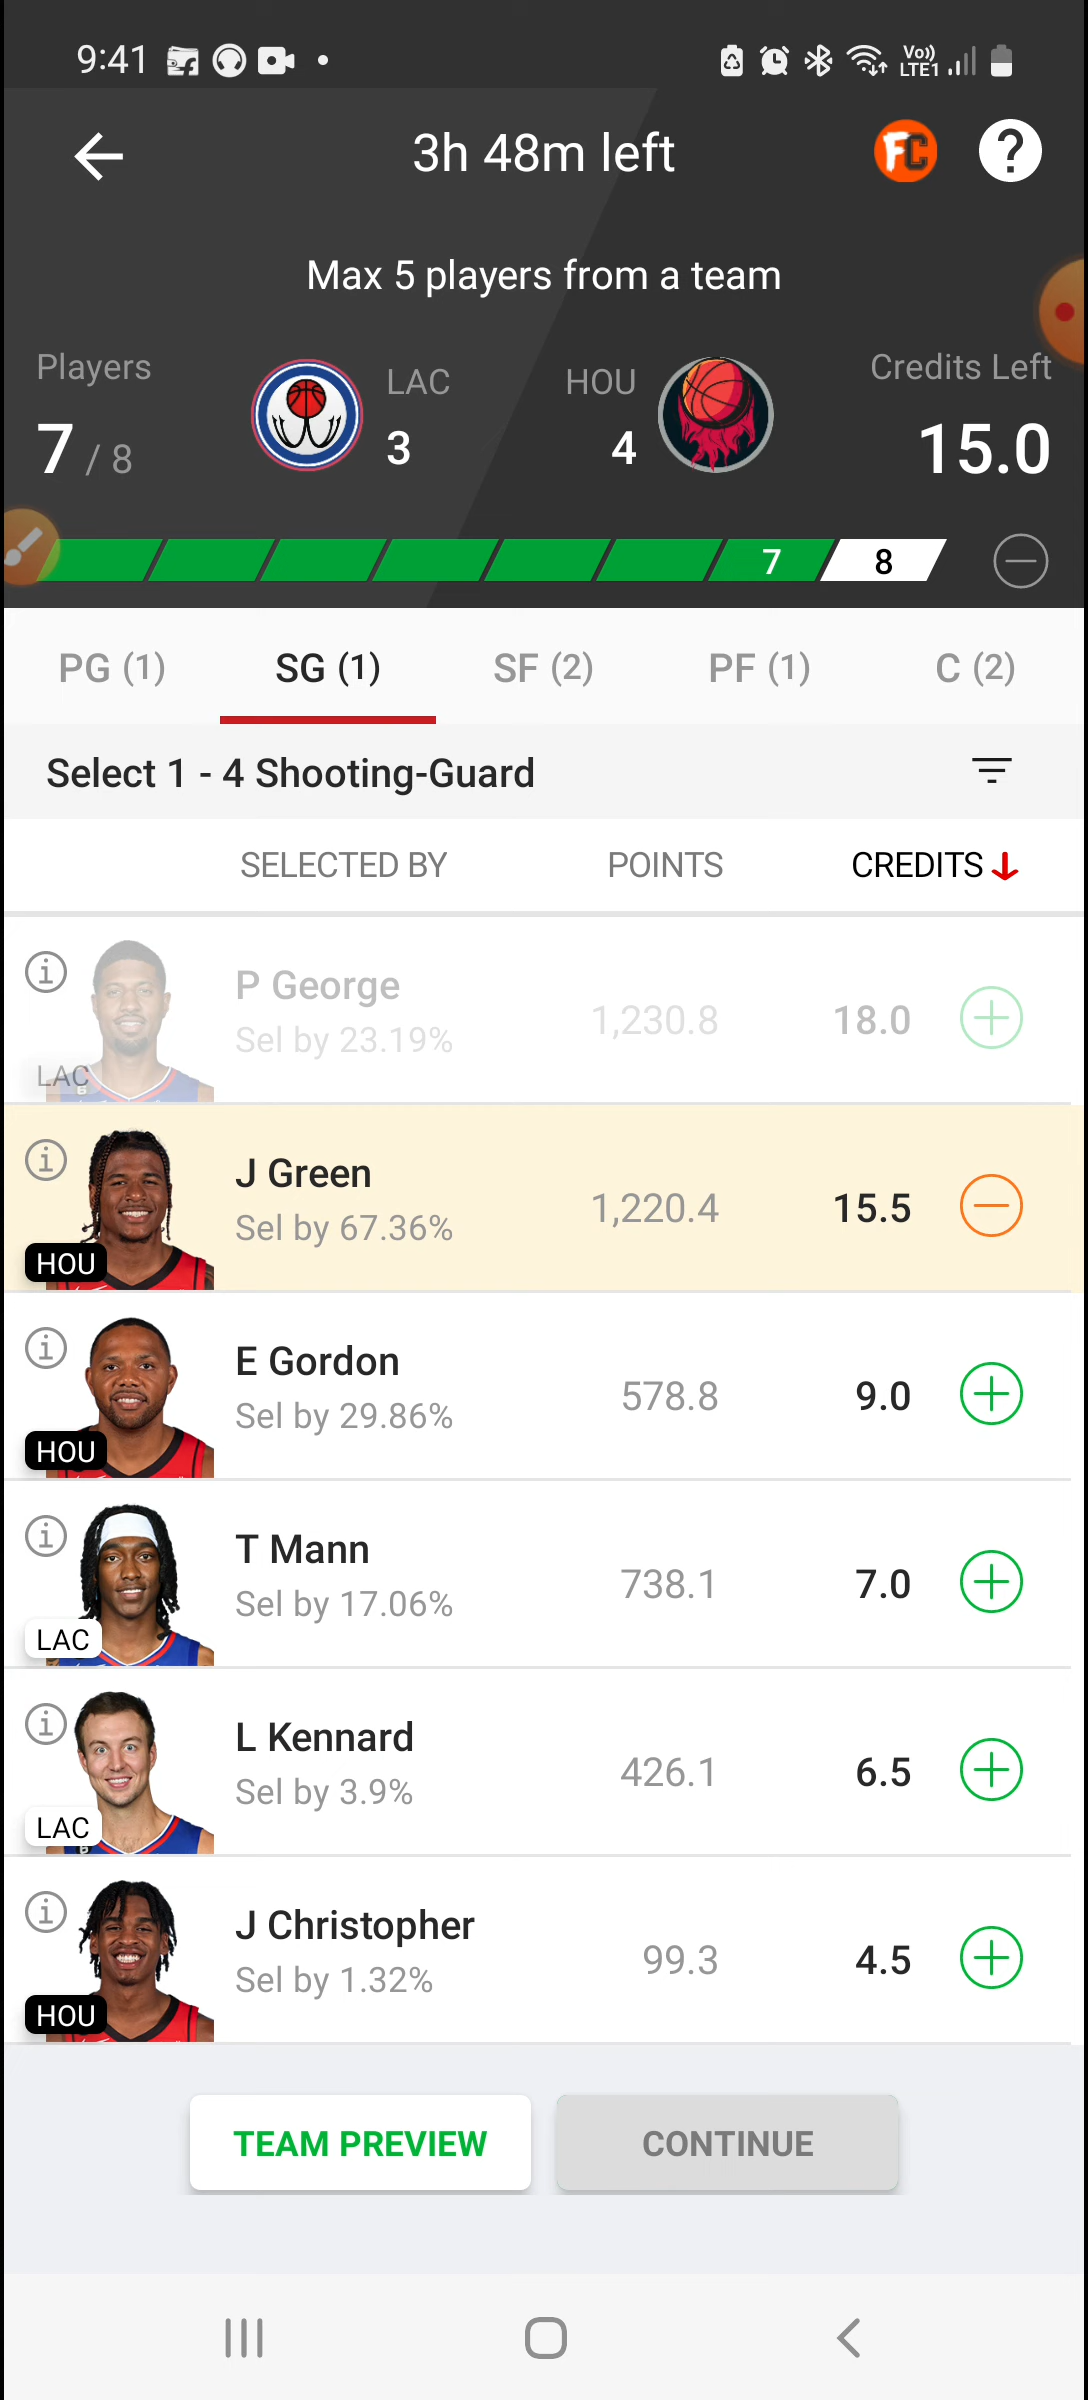 9:41
Vo))
LTE1
3h 48m left
FC
?
Max 5 players from a team
Players
LAC
HOU
Credits Left
7 / 8
3
4
15.0
7
8
PG (1)
SG (1)
SF (2)
PF (1)
C (2)
Select 1 - 4 Shooting-Guard
SELECTED BY
POINTS
CREDITS
P George
Sel by 23.19%
1,230.8
18.0
LAC
J Green
Sel by 67.36%
1,220.4
15.5
HOU
E Gordon
Sel by 29.86%
578.8
9.0
HOU
T Mann
Sel by 17.06%
738.1
7.0
LAC
L Kennard
Sel by 3.9%
426.1
6.5
LAC
J Christopher
Sel by 1.32%
99.3
4.5
HOU
TEAM PREVIEW
CONTINUE